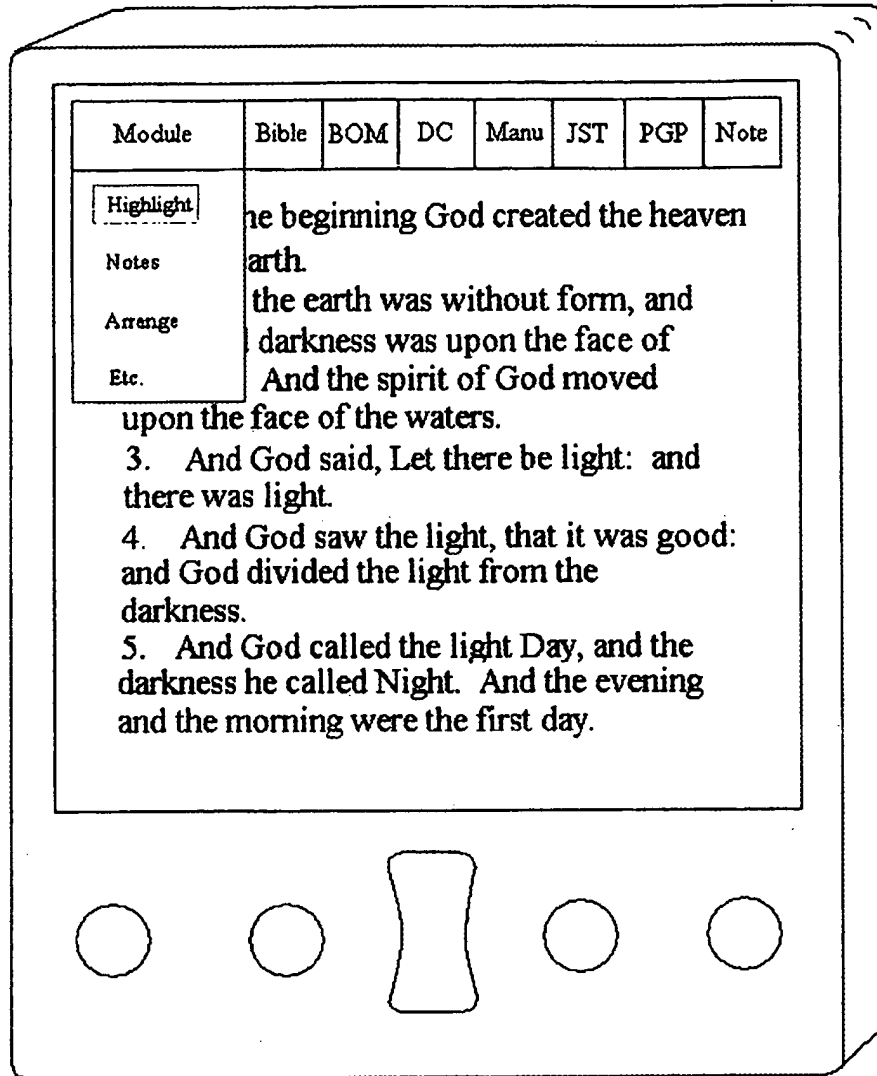 Module Bible BOM DC Manu JST PGP Note
Highlight
Notes
Arrange
Etc.
he beginning God created the heaven
arth.
the earth was without form, and
darkness was upon the face of
And the spirit of God moved
upon the face of the waters.
3. And God said, Let there be light: and
there was light.
4. And God saw the light, that it was good:
and God divided the light from the
darkness.
5. And God called the light Day, and the
darkness he called Night. And the evening
and the morning were the first day.